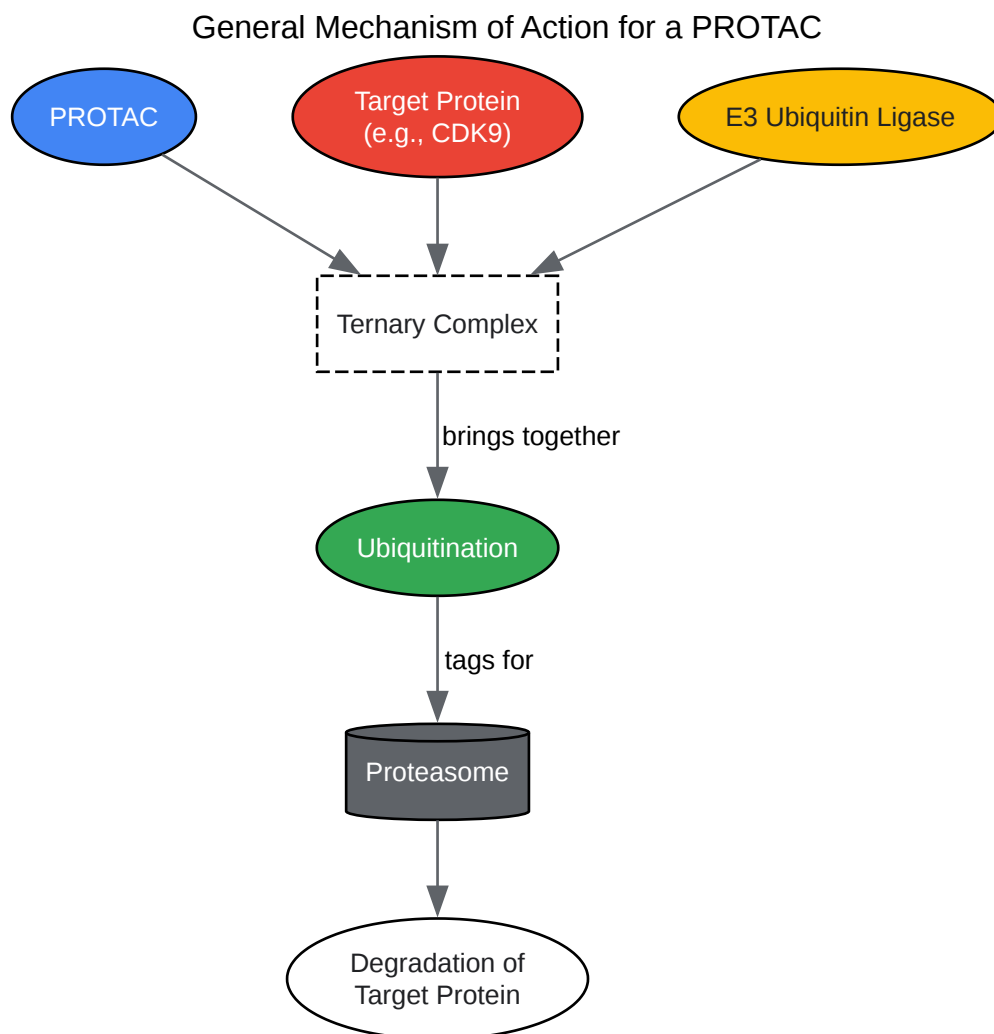 General Mechanism of Action for a PROTAC
PROTAC
Target Protein
(e.g., CDK9)
E3 Ubiquitin Ligase
Ternary Complex
brings together
Ubiquitination
tags for
Proteasome
Degradation of
Target Protein